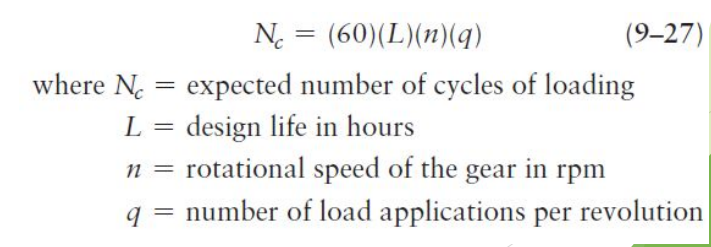 N_c = (60)(L)(n)(q) (9–27)
where N_c = expected number of cycles of loading
L = design life in hours
n = rotational speed of the gear in rpm
q = number of load applications per revolution